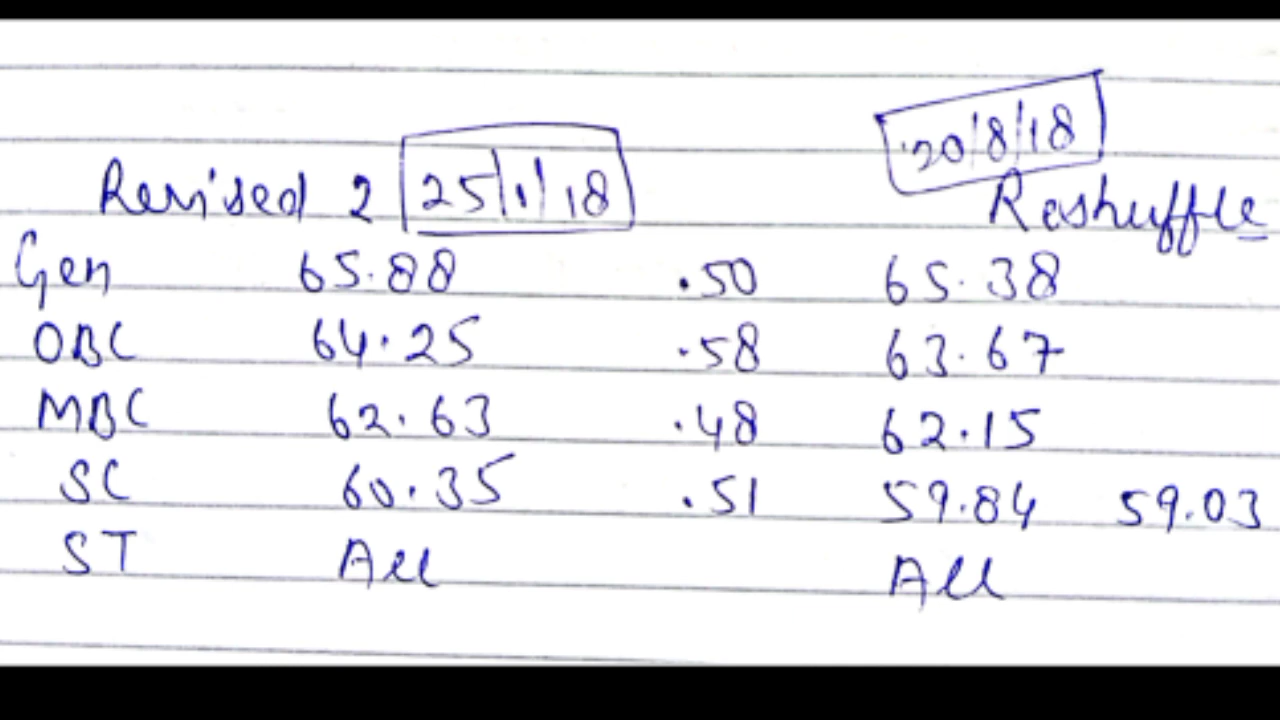 20/8/18
Revised 2 25/1/18 Reshuffle
Gen 65.88 .50 65.38
OBC 64.25 .58 63.67
MBC 62.63 .48 62.15
SC 60.35 .51 59.84 59.03
ST All All